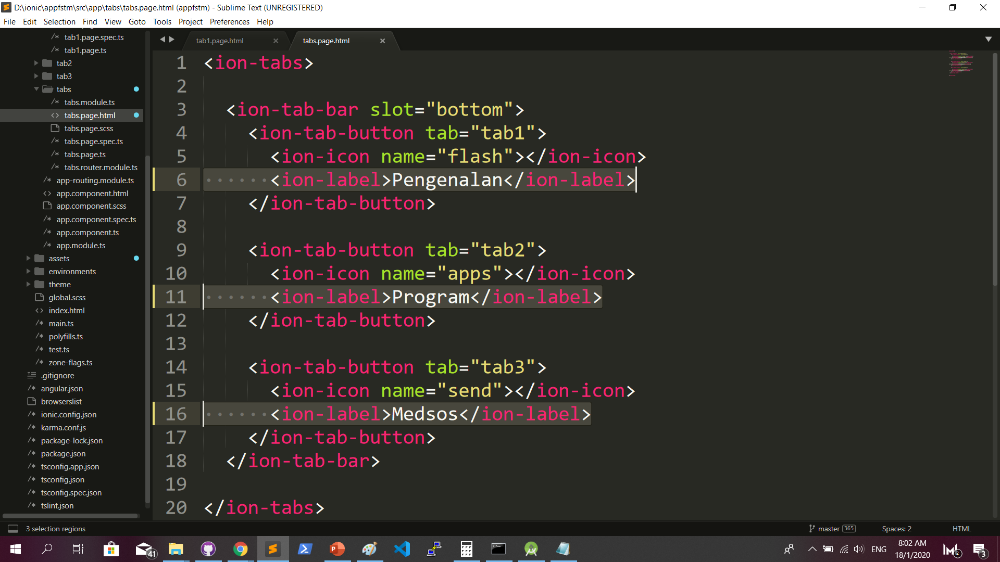 D:\ionic\appfstm\src\app\tabs\tabs.page.html (appfstm) - Sublime Text (UNREGISTERED)
File Edit Selection Find View Goto Tools Project Preferences Help
/* tab1.page.spec.ts
/* tab1.page.ts
tab2
tab3
tabs
/* tabs.module.ts
<> tabs.page.html
tabs.page.scss
/* tabs.page.spec.ts
/* tabs.page.ts
/* tabs.router.module.ts
/* app-routing.module.ts
<> app.component.html
app.component.scss
/* app.component.spec.ts
/* app.component.ts
/* app.module.ts
assets
environments
theme
global.scss
<> index.html
/* main.ts
/* polyfills.ts
/* test.ts
/* zone-flags.ts
.gitignore
/* angular.json
browserslist
/* ionic.config.json
/* karma.conf.js
/* package-lock.json
/* package.json
/* tsconfig.app.json
/* tsconfig.json
/* tsconfig.spec.json
/* tslint.json
tab1.page.html tabs.page.html
1 <ion-tabs>
2
3 <ion-tab-bar slot="bottom">
4 <ion-tab-button tab="tab1">
5 <ion-icon name="flash"></ion-icon>
6 <ion-label>Pengenalan</ion-label>
7 </ion-tab-button>
8
9 <ion-tab-button tab="tab2">
10 <ion-icon name="apps"></ion-icon>
11 <ion-label>Program</ion-label>
12 </ion-tab-button>
13
14 <ion-tab-button tab="tab3">
15 <ion-icon name="send"></ion-icon>
16 <ion-label>Medsos</ion-label>
17 </ion-tab-button>
18 </ion-tab-bar>
19
20 </ion-tabs>
3 selection regions master 365 Spaces: 2 HTML
41 ENG 8:02 AM 2 3
18/1/2020